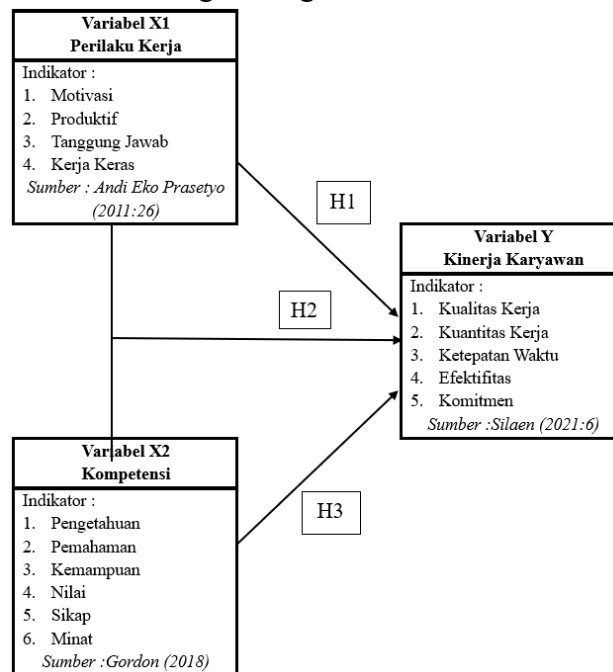 Variabel X1
Perilaku Kerja
Indikator :
1. Motivasi
2. Produktif
3. Tanggung Jawab
4. Kerja Keras
Sumber : Andi Eko Prasetyo
(2011:26)
H1
Variabel Y
Kinerja Karyawan
Indikator :
1. Kualitas Kerja
2. Kuantitas Kerja
3. Ketepatan Waktu
4. Efektifitas
5. Komitmen
Sumber :Silaen (2021:6)
H2
Variabel X2
Kompetensi
Indikator :
1. Pengetahuan
2. Pemahaman
3. Kemampuan
4. Nilai
5. Sikap
6. Minat
Sumber :Gordon (2018)
H3